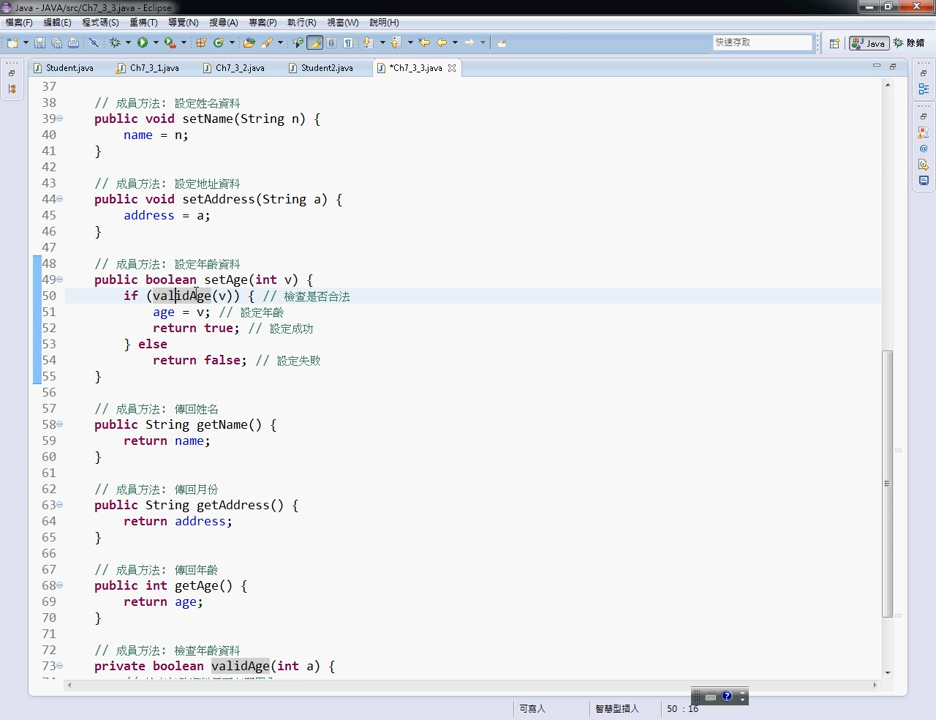 Java - JAVA/src/Ch7_3_3.java - Eclipse
檔案(F) 編輯(E) 程式碼(S) 重構(T) 導覽(N) 搜尋(A) 專案(P) 執行(R) 視窗(W) 說明(H)
快速存取 Java 除錯
Student.java Ch7_3_1.java Ch7_3_2.java Student2.java *Ch7_3_3.java
37
38 // 成員方法: 設定姓名資料
39 public void setName(String n) {
40 name = n;
41 }
42
43 // 成員方法: 設定地址資料
44 public void setAddress(String a) {
45 address = a;
46 }
47
48 // 成員方法: 設定年齡資料
49 public boolean setAge(int v) {
50 if (validAge(v)) { // 檢查是否合法
51 age = v; // 設定年齡
52 return true; // 設定成功
53 } else
54 return false; // 設定失敗
55 }
56
57 // 成員方法: 傳回姓名
58 public String getName() {
59 return name;
60 }
61
62 // 成員方法: 傳回月份
63 public String getAddress() {
64 return address;
65 }
66
67 // 成員方法: 傳回年齡
68 public int getAge() {
69 return age;
70 }
71
72 // 成員方法: 檢查年齡資料
73 private boolean validAge(int a) {
可寫入 智慧型插入 50 : 16